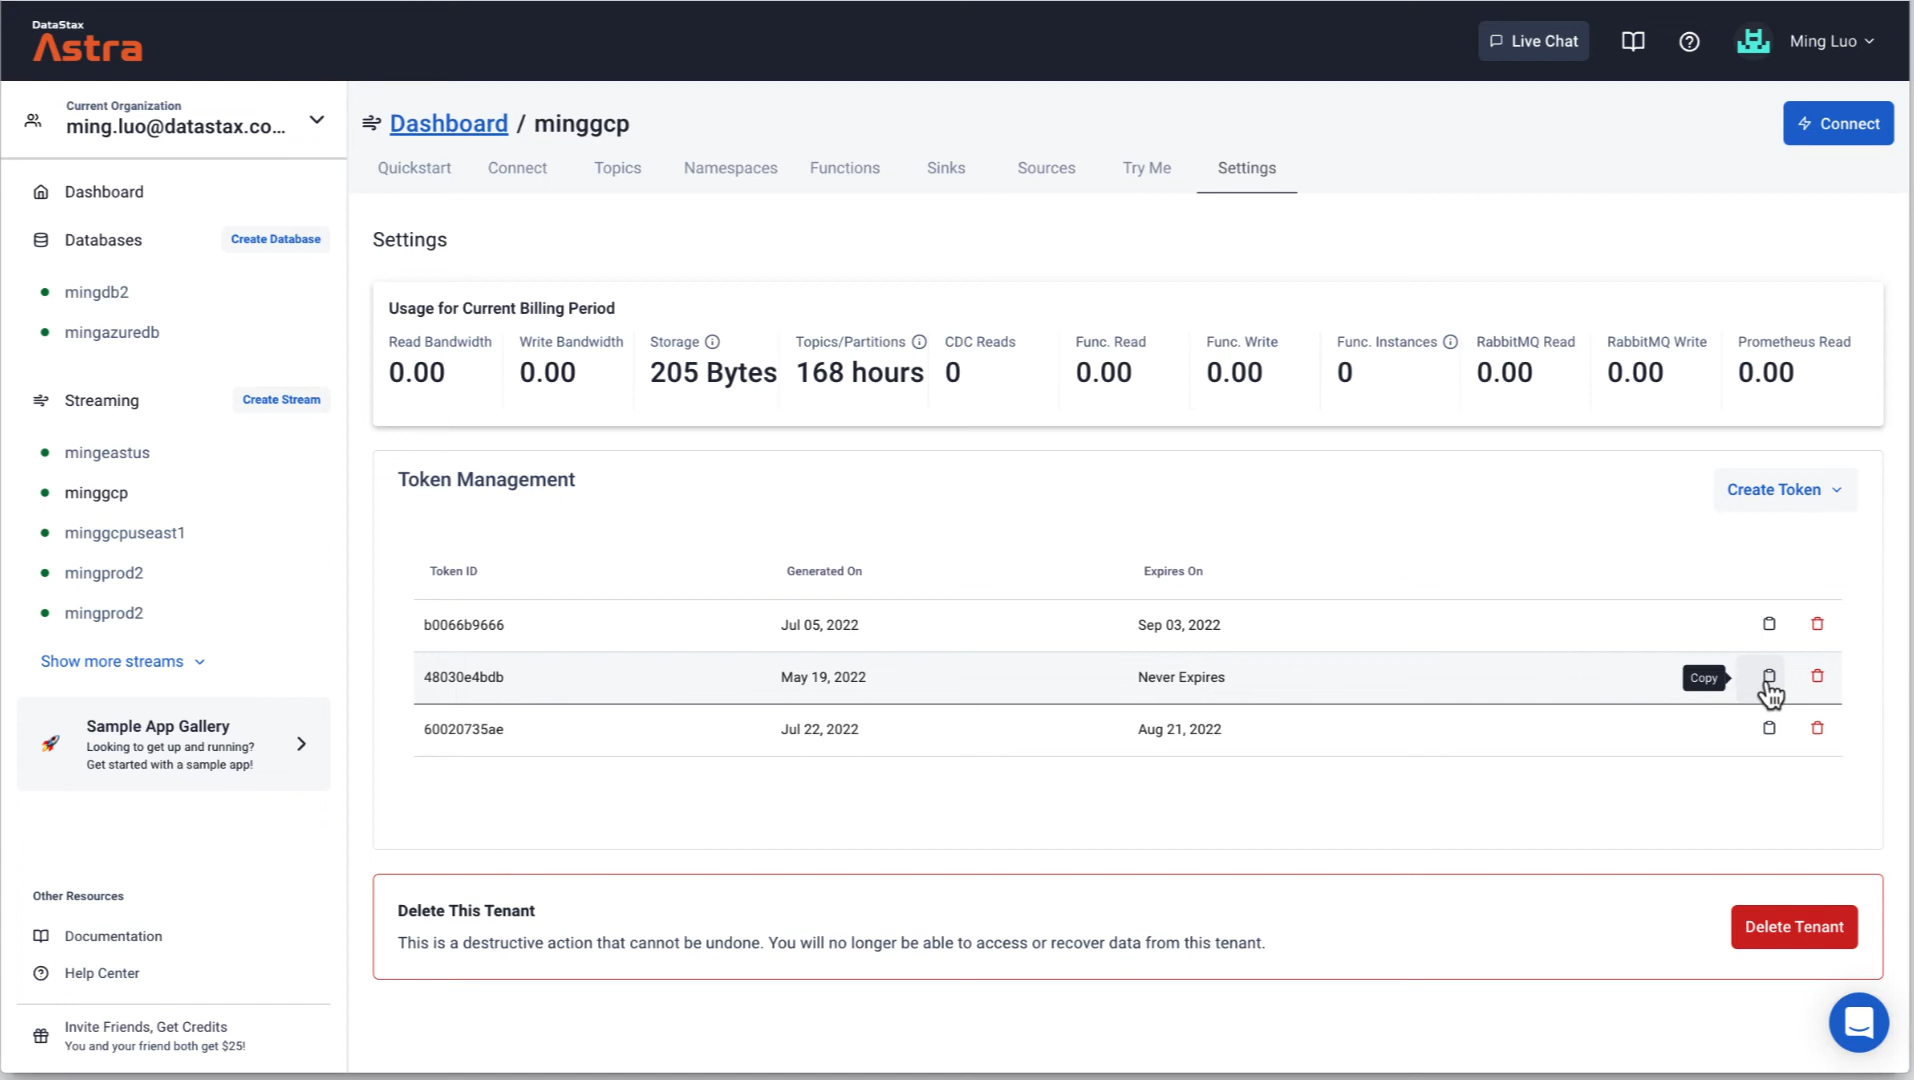 DataStax
Astra
Live Chat
Ming Luo
Current Organization
ming.luo@datastax.co...
Dashboard
Databases
Create Database
mingdb2
mingazuredb
Streaming
Create Stream
mingeastus
minggcp
minggcpuseast1
mingprod2
mingprod2
Show more streams
Sample App Gallery
Looking to get up and running?
Get started with a sample app!
Other Resources
Documentation
Help Center
Invite Friends, Get Credits
You and your friend both get $25!
Dashboard / minggcp
Connect
Quickstart Connect Topics Namespaces Functions Sinks Sources Try Me Settings
Settings
Usage for Current Billing Period
Read Bandwidth Write Bandwidth Storage Topics/Partitions CDC Reads Func. Read Func. Write Func. Instances RabbitMQ Read RabbitMQ Write Prometheus Read
0.00 0.00 205 Bytes 168 hours 0 0.00 0.00 0 0.00 0.00 0.00
Token Management
Create Token
Token ID Generated On Expires On
b0066b9666 Jul 05, 2022 Sep 03, 2022
48030e4bdb May 19, 2022 Never Expires Copy
60020735ae Jul 22, 2022 Aug 21, 2022
Delete This Tenant
This is a destructive action that cannot be undone. You will no longer be able to access or recover data from this tenant.
Delete Tenant